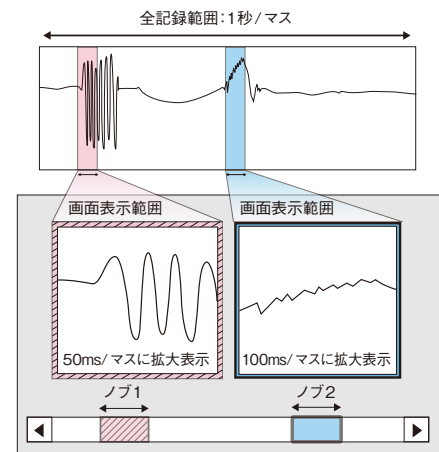 全記録範囲：1秒/マス
画面表示範囲
画面表示範囲
50ms/マスに拡大表示
100ms/マスに拡大表示
ノブ1
ノブ2